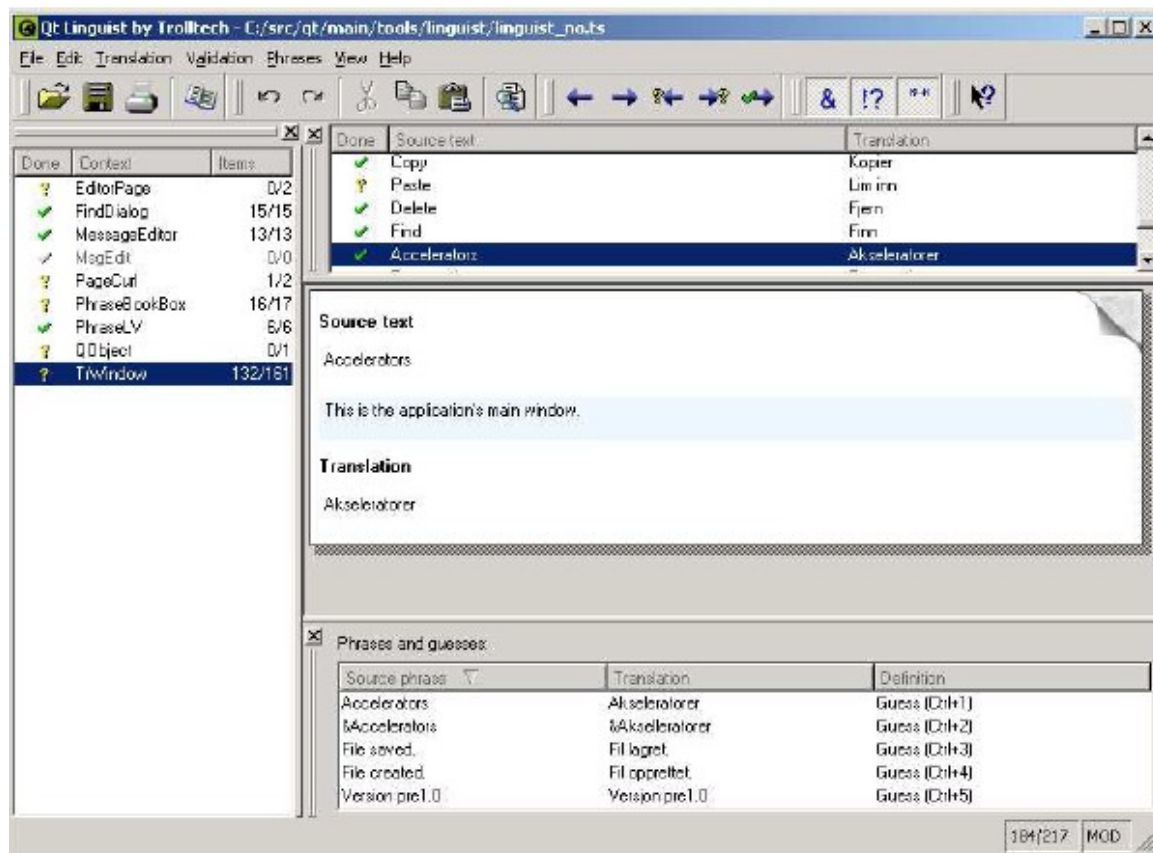 Qt Linguist by Trolltech - C:/src/qt/main/tools/linguist/linguist_no.ts
File Edit Translation Validation Phrases View Help
Done Context Items
EditorPage 0/2
FindDialog 15/15
MessageEditor 13/13
MsgEdit 0/0
PageCurl 1/2
PhraseBookBox 16/17
PhraseLV 6/6
QObject 0/1
TrWindow 132/161
Done Source text Translation
Copy Kopier
Paste Lim inn
Delete Fjern
Find Finn
Accelerators Akseleratorer
Source text
Accelerators
This is the application's main window.
Translation
Akseleratorer
Phrases and guesses:
Source phrase Translation Definition
Accelerators Akseleratorer Guess (Ctrl+1)
&Accelerators &Akselleratorer Guess (Ctrl+2)
File saved. Fil lagret. Guess (Ctrl+3)
File created. Fil opprettet. Guess (Ctrl+4)
Version pre1.0 Versjon pre1.0 Guess (Ctrl+5)
184/217 MOD